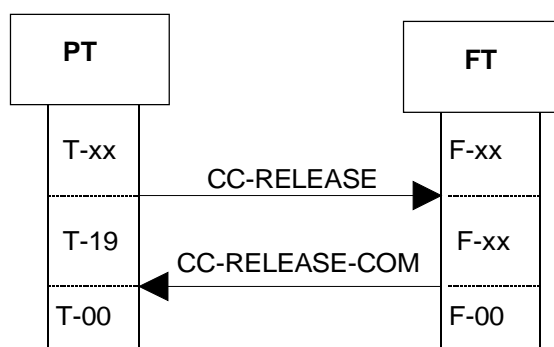 PT
FT
T-xx
F-xx
CC-RELEASE
T-19
F-xx
CC-RELEASE-COM
T-00
F-00